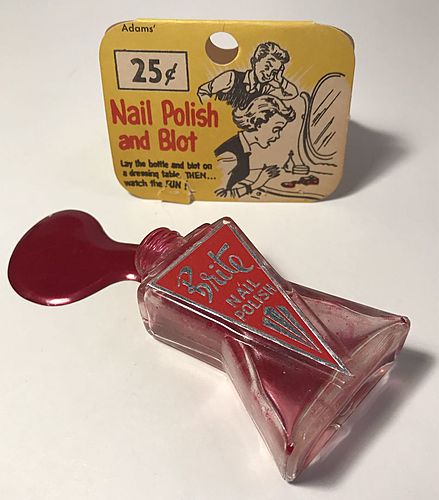 Adams'
25¢
Nail Polish
and Blot
Lay the bottle and blot on
a dressing table, THEN...
watch the FUN!
Brite
NAIL
POLISH